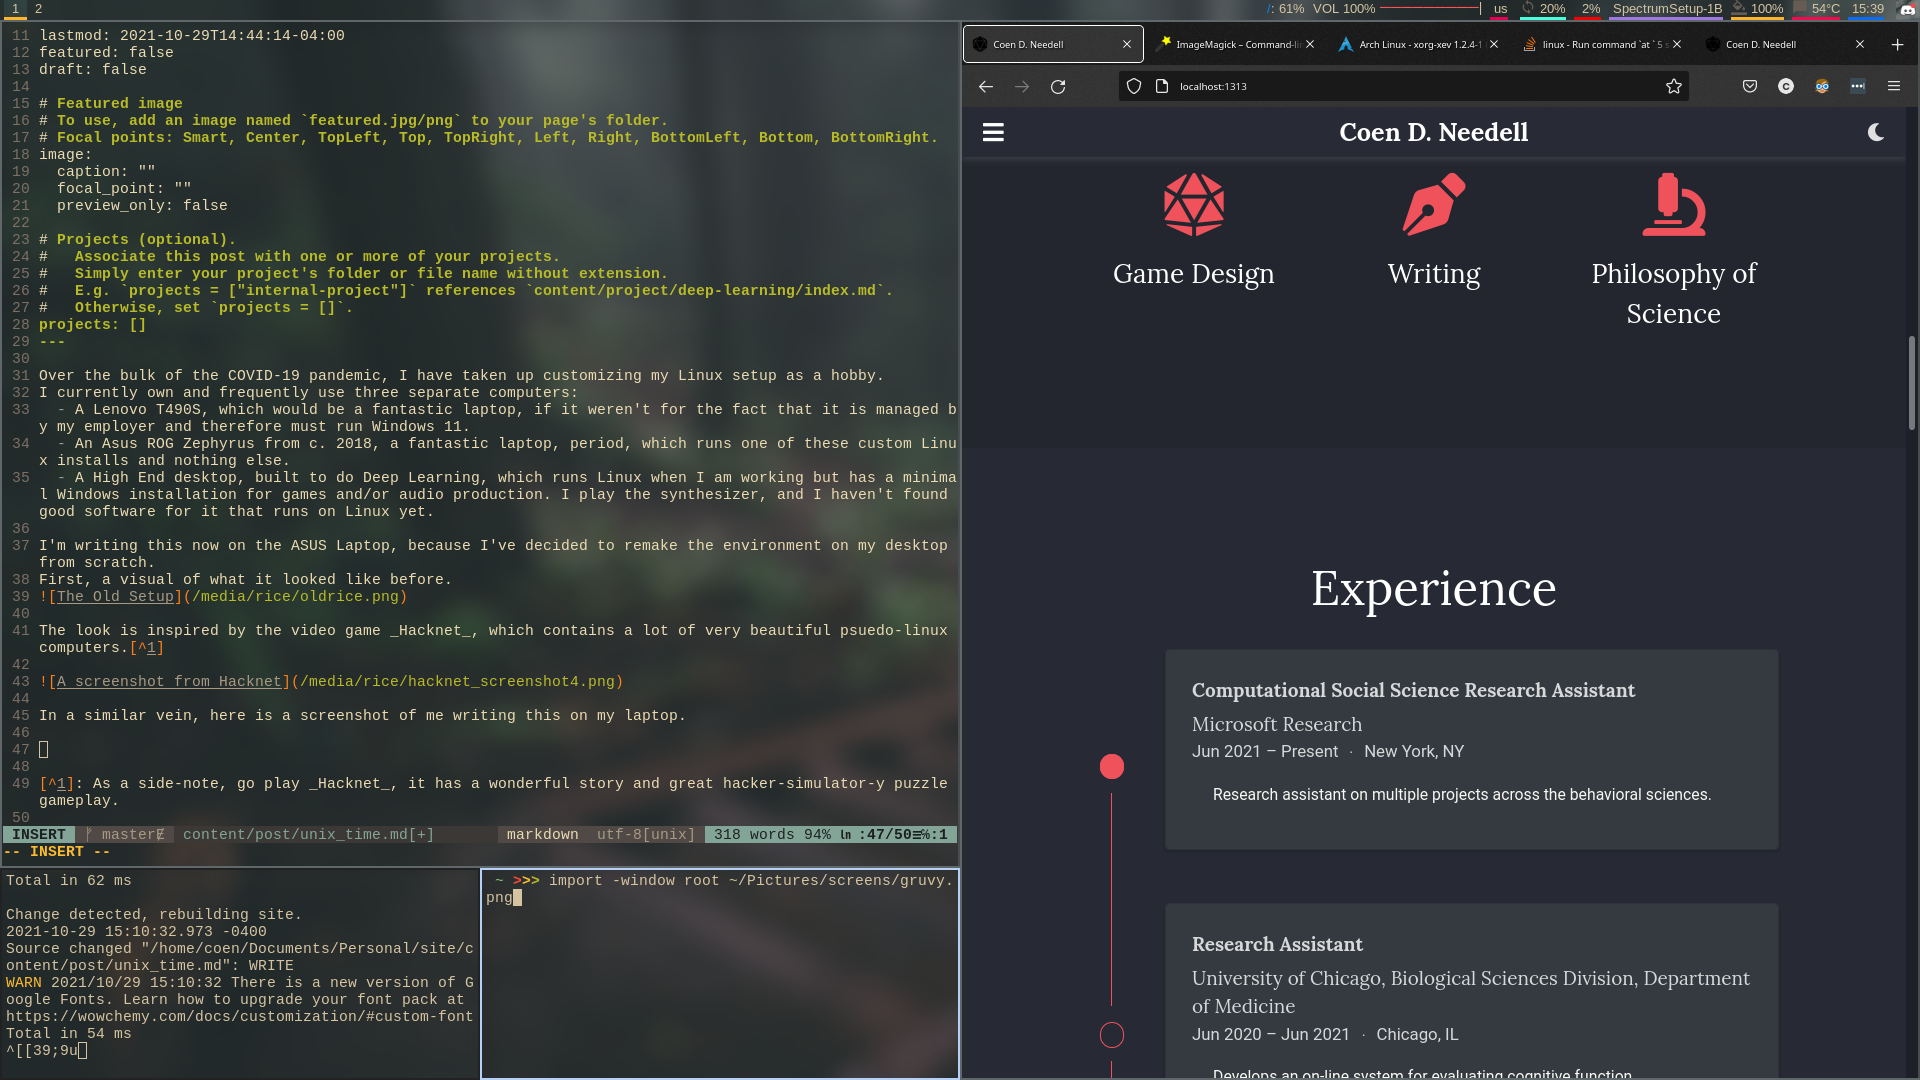 1 2
/: 61% VOL 100% us 20% 2% SpectrumSetup-1B 100% 54°C 15:39
11 lastmod: 2021-10-29T14:44:14-04:00
12 featured: false
13 draft: false
14
15 # Featured image
16 # To use, add an image named `featured.jpg/png` to your page's folder.
17 # Focal points: Smart, Center, TopLeft, Top, TopRight, Left, Right, BottomLeft, Bottom, BottomRight.
18 image:
19   caption: ""
20   focal_point: ""
21   preview_only: false
22
23 # Projects (optional).
24 #   Associate this post with one or more of your projects.
25 #   Simply enter your project's folder or file name without extension.
26 #   E.g. `projects = ["internal-project"]` references `content/project/deep-learning/index.md`.
27 #   Otherwise, set `projects = []`.
28 projects: []
29 ---
30
31 Over the bulk of the COVID-19 pandemic, I have taken up customizing my Linux setup as a hobby.
32 I currently own and frequently use three separate computers:
33   - A Lenovo T490S, which would be a fantastic laptop, if it weren't for the fact that it is managed b
y my employer and therefore must run Windows 11.
34   - An Asus ROG Zephyrus from c. 2018, a fantastic laptop, period, which runs one of these custom Linu
x installs and nothing else.
35   - A High End desktop, built to do Deep Learning, which runs Linux when I am working but has a minima
l Windows installation for games and/or audio production. I play the synthesizer, and I haven't found
good software for it that runs on Linux yet.
36
37 I'm writing this now on the ASUS Laptop, because I've decided to remake the environment on my desktop
from scratch.
38 First, a visual of what it looked like before.
39 ![The Old Setup](/media/rice/oldrice.png)
40
41 The look is inspired by the video game _Hacknet_, which contains a lot of very beautiful psuedo-linux
computers.[^1]
42
43 ![A screenshot from Hacknet](/media/rice/hacknet_screenshot4.png)
44
45 In a similar vein, here is a screenshot of me writing this on my laptop.
46
47
48
49 [^1]: As a side-note, go play _Hacknet_, it has a wonderful story and great hacker-simulator-y puzzle
gameplay.
50
INSERT master content/post/unix_time.md[+] markdown utf-8[unix] 318 words 94% ln :47/50≡%:1
-- INSERT --
Total in 62 ms
Change detected, rebuilding site.
2021-10-29 15:10:32.973 -0400
Source changed "/home/coen/Documents/Personal/site/c
ontent/post/unix_time.md": WRITE
WARN 2021/10/29 15:10:32 There is a new version of G
oogle Fonts. Learn how to upgrade your font pack at
https://wowchemy.com/docs/customization/#custom-font
Total in 54 ms
^[[39;9u
~ >>> import -window root ~/Pictures/screens/gruvy.
png
Coen D. Needell
ImageMagick – Command-li
Arch Linux - xorg-xev 1.2.4-1
linux - Run command `at` 5 s
Coen D. Needell
localhost:1313
Coen D. Needell
Game Design
Writing
Philosophy of
Science
Experience
Computational Social Science Research Assistant
Microsoft Research
Jun 2021 – Present · New York, NY
Research assistant on multiple projects across the behavioral sciences.
Research Assistant
University of Chicago, Biological Sciences Division, Department
of Medicine
Jun 2020 – Jun 2021 · Chicago, IL
Develops an on-line system for evaluating cognitive function